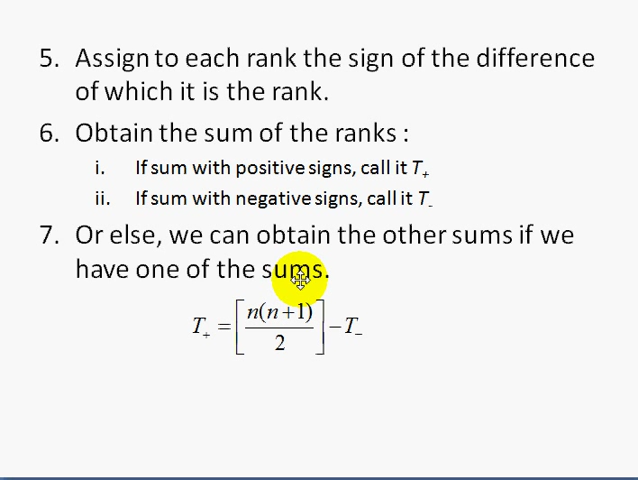 5. Assign to each rank the sign of the difference
of which it is the rank.
6. Obtain the sum of the ranks :
i. If sum with positive signs, call it T₊
ii. If sum with negative signs, call it T₋
7. Or else, we can obtain the other sums if we
have one of the sums.
T₊ = [n(n+1)/2] − T₋